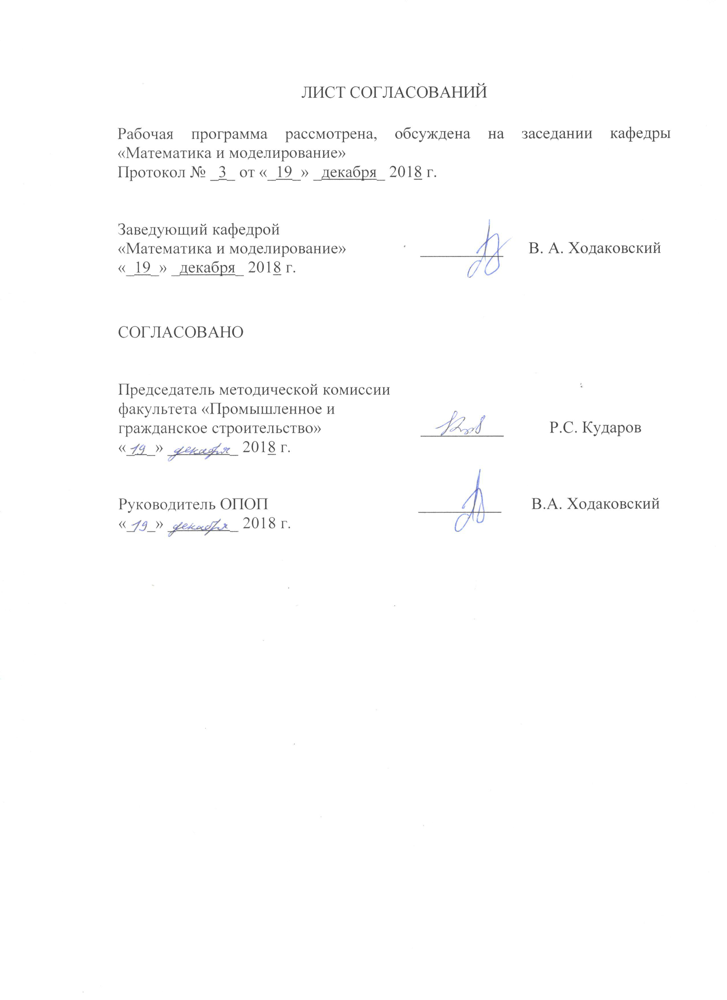 ЛИСТ СОГЛАСОВАНИЙ
Рабочая программа рассмотрена, обсуждена на заседании кафедры
«Математика и моделирование»
Протокол № _3_ от «_19_» _декабря_ 2018 г.
Заведующий кафедрой
«Математика и моделирование» __________ В. А. Ходаковский
«_19_» _декабря_ 2018 г.
СОГЛАСОВАНО
Председатель методической комиссии
факультета «Промышленное и
гражданское строительство» __________ Р.С. Кударов
«_19_» _декабря_ 2018 г.
Руководитель ОПОП __________ В.А. Ходаковский
«_19_» _декабря_ 2018 г.